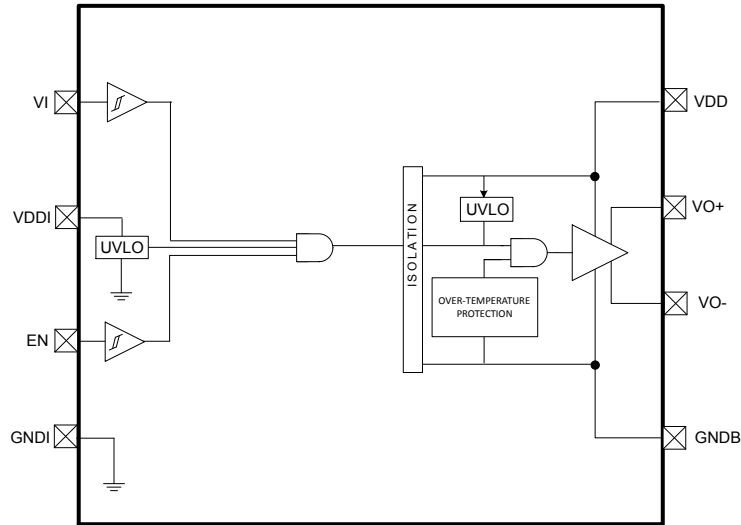 VI
VDDI
UVLO
EN
GNDI
ISOLATION
UVLO
OVER-TEMPERATURE
PROTECTION
VDD
VO+
VO-
GNDB